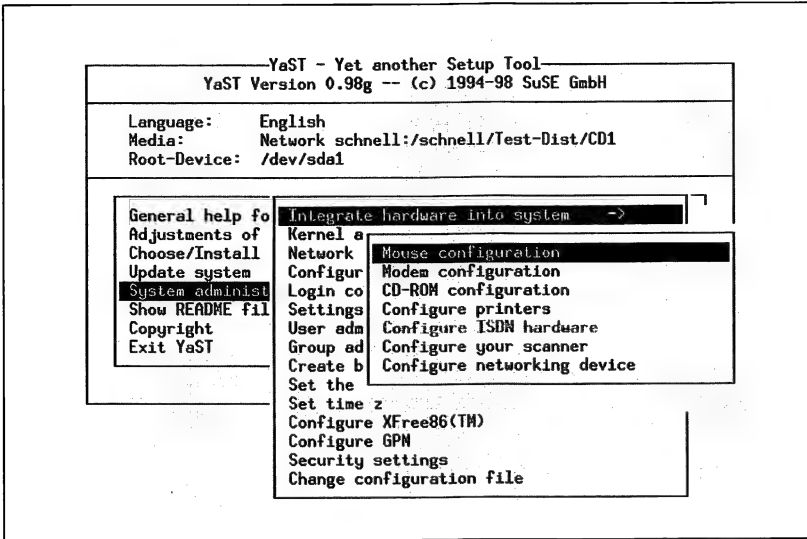 YaST - Yet another Setup Tool
YaST Version 0.98g -- (c) 1994-98 SuSE GmbH
Language: English
Media: Network schnell:/schnell/Test-Dist/CD1
Root-Device: /dev/sda1
General help fo
Adjustments of
Choose/Install
Update system
System administ
Show README fil
Copyright
Exit YaST
Integrate hardware into system ->
Kernel a
Network
Configur
Login co
Settings
User adm
Group ad
Create b
Set the
Set time z
Configure XFree86(TM)
Configure GPM
Security settings
Change configuration file
Mouse configuration
Modem configuration
CD-ROM configuration
Configure printers
Configure ISDN hardware
Configure your scanner
Configure networking device